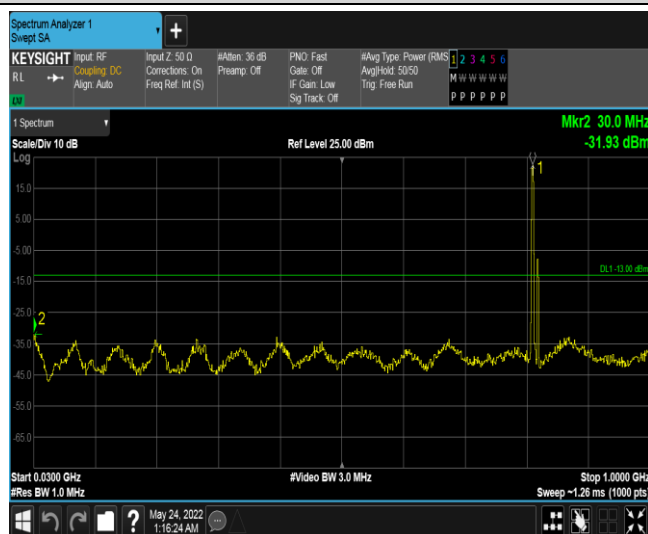 Spectrum Analyzer 1
Swept SA
+
KEYSIGHT
RL
Input: RF
Coupling: DC
Align: Auto
Input Z: 50 Ω
Corrections: On
Freq Ref: Int (S)
#Atten: 36 dB
Preamp: Off
PNO: Fast
Gate: Off
IF Gain: Low
Sig Track: Off
#Avg Type: Power (RMS
Avg|Hold: 50/50
Trig: Free Run
1 2 3 4 5 6
M W W W W W
P P P P P P
1 Spectrum
Scale/Div 10 dB
Log
Ref Level 25.00 dBm
Mkr2 30.0 MHz
-31.93 dBm
1
15.0
5.00
-5.00
DL1 -13.00 dBm
-15.0
-25.0
2
-35.0
-45.0
-55.0
-65.0
Start 0.0300 GHz
#Video BW 3.0 MHz
Stop 1.0000 GHz
#Res BW 1.0 MHz
Sweep ~1.26 ms (1000 pts)
?
May 24, 2022
1:16:24 AM